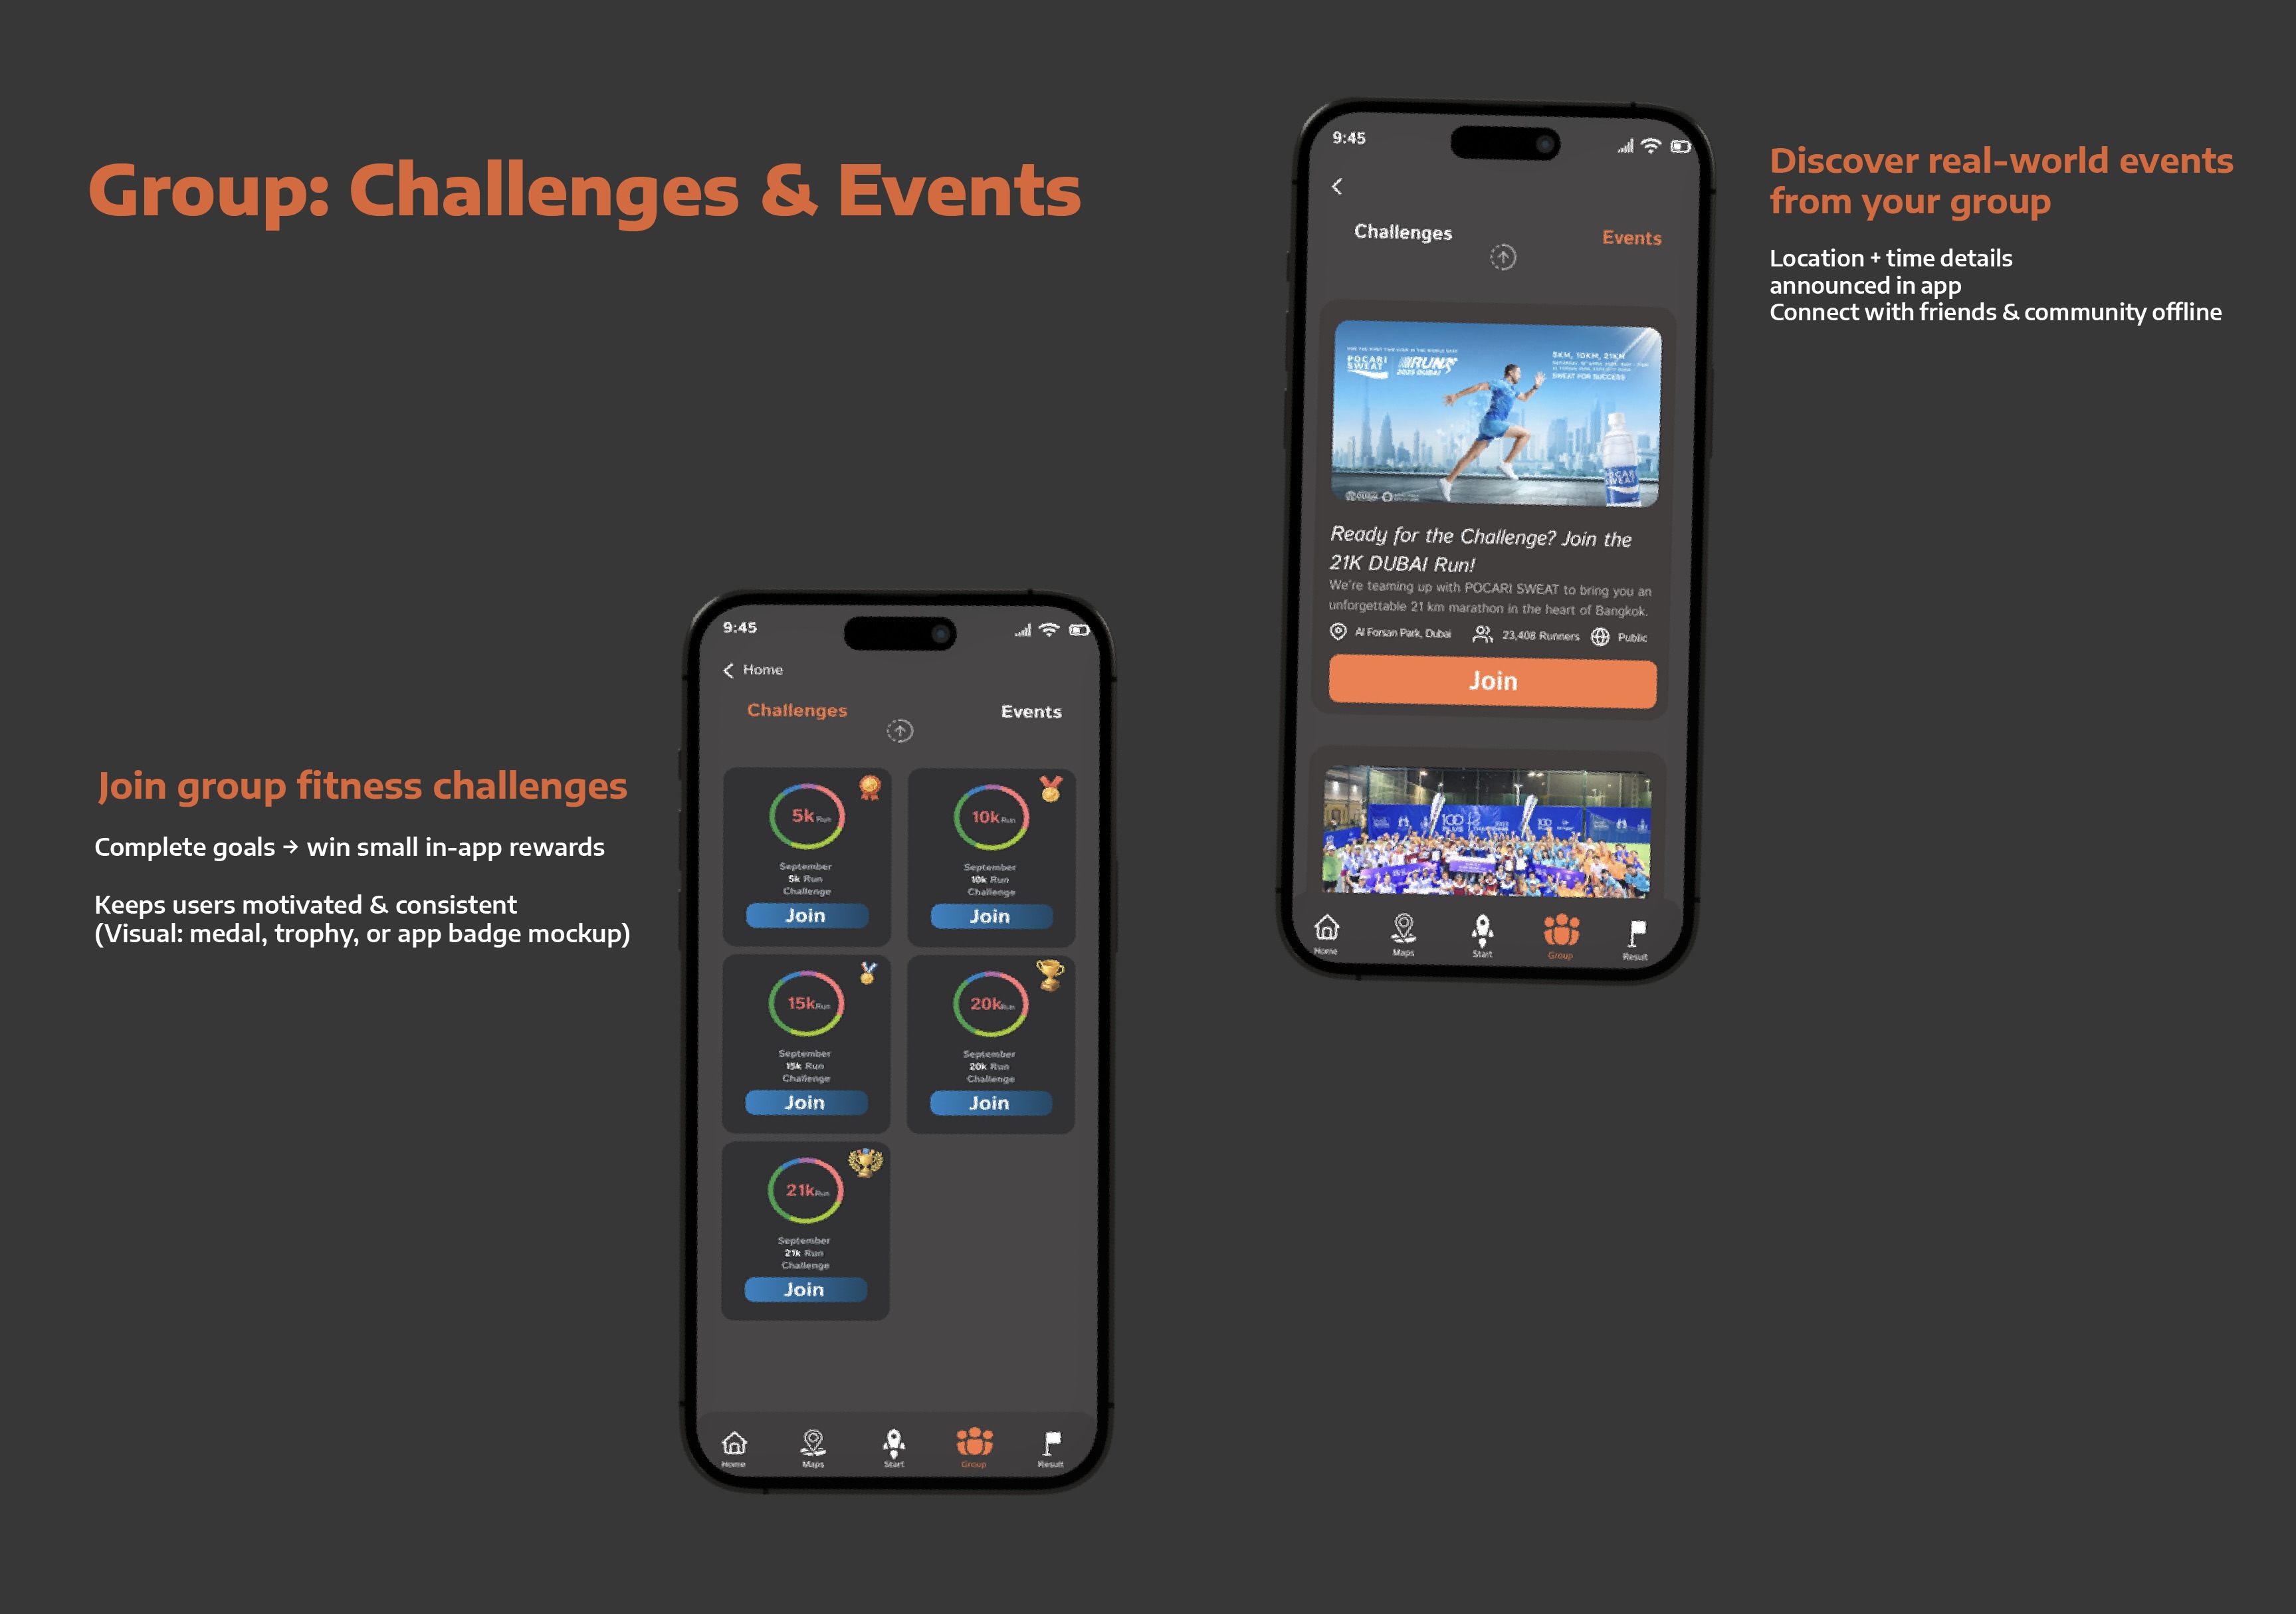 Group: Challenges & Events
Join group fitness challenges
Complete goals → win small in-app rewards
Keeps users motivated & consistent
(Visual: medal, trophy, or app badge mockup)
9:45
Home
Challenges
Events
5k Run
September
5k Run
Challenge
Join
10k Run
September
10k Run
Challenge
Join
15k Run
September
15k Run
Challenge
Join
20k Run
September
20k Run
Challenge
Join
21k Run
September
21k Run
Challenge
Join
Home
Maps
Start
Group
Result
9:45
Challenges
Events
POCARI
SWEAT
RUN
2025 DUBAI
5KM, 10KM, 21KM
SWEAT FOR SUCCESS
POCARI
SWEAT
Ready for the Challenge? Join the
21K DUBAI Run!
We're teaming up with POCARI SWEAT to bring you an
unforgettable 21 km marathon in the heart of Bangkok.
Al Forsan Park, Dubai
23,408 Runners
Public
Join
100
PLUS
Home
Maps
Start
Group
Result
Discover real-world events
from your group
Location + time details
announced in app
Connect with friends & community offline